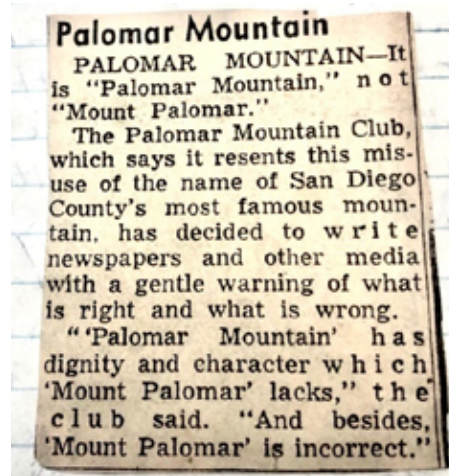 Palomar Mountain
PALOMAR MOUNTAIN—It
is “Palomar Mountain,” not
“Mount Palomar.”
The Palomar Mountain Club,
which says it resents this mis-
use of the name of San Diego
County’s most famous moun-
tain, has decided to write
newspapers and other media
with a gentle warning of what
is right and what is wrong.
“‘Palomar Mountain’ has
dignity and character which
‘Mount Palomar’ lacks,” the
club said. “And besides,
‘Mount Palomar’ is incorrect.”